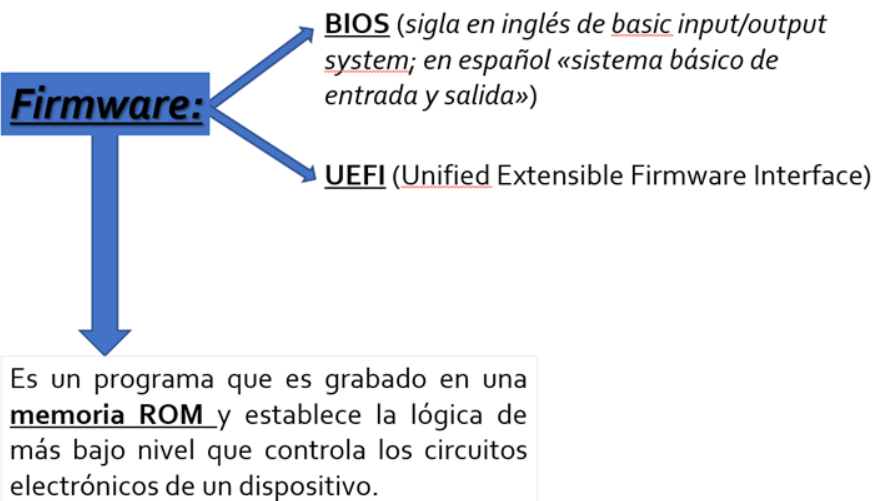 BIOS (sigla en inglés de basic input/output
system; en español «sistema básico de
entrada y salida»)
Firmware:
UEFI (Unified Extensible Firmware Interface)
Es un programa que es grabado en una
memoria ROM y establece la lógica de
más bajo nivel que controla los circuitos
electrónicos de un dispositivo.